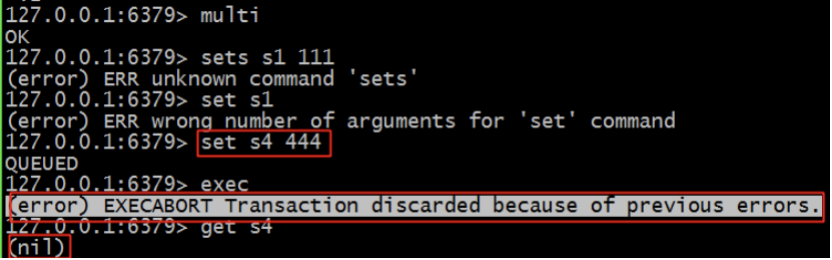 127.0.0.1:6379> multi
OK
127.0.0.1:6379> sets s1 111
(error) ERR unknown command 'sets'
127.0.0.1:6379> set s1
(error) ERR wrong number of arguments for 'set' command
127.0.0.1:6379> set s4 444
QUEUED
127.0.0.1:6379> exec
(error) EXECABORT Transaction discarded because of previous errors.
127.0.0.1:6379> get s4
(nil)